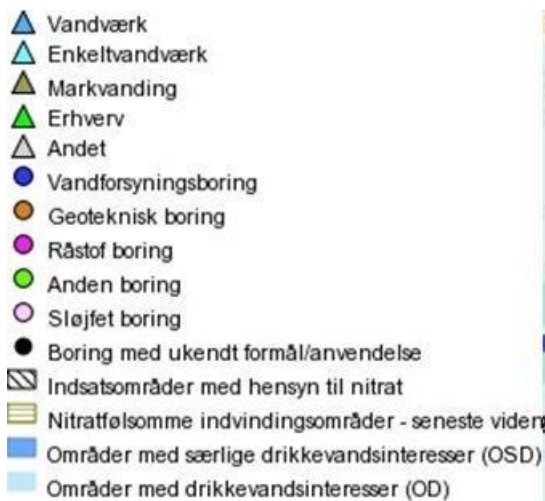 Vandværk
Enkeltvandværk
Markvanding
Erhverv
Andet
Vandforsyningsboring
Geoteknisk boring
Råstof boring
Anden boring
Sløjfet boring
Boring med ukendt formål/anvendelse
Indsatsområder med hensyn til nitrat
Nitratfølsomme indvindingsområder - seneste viden
Områder med særlige drikkevandsinteresser (OSD)
Områder med drikkevandsinteresser (OD)